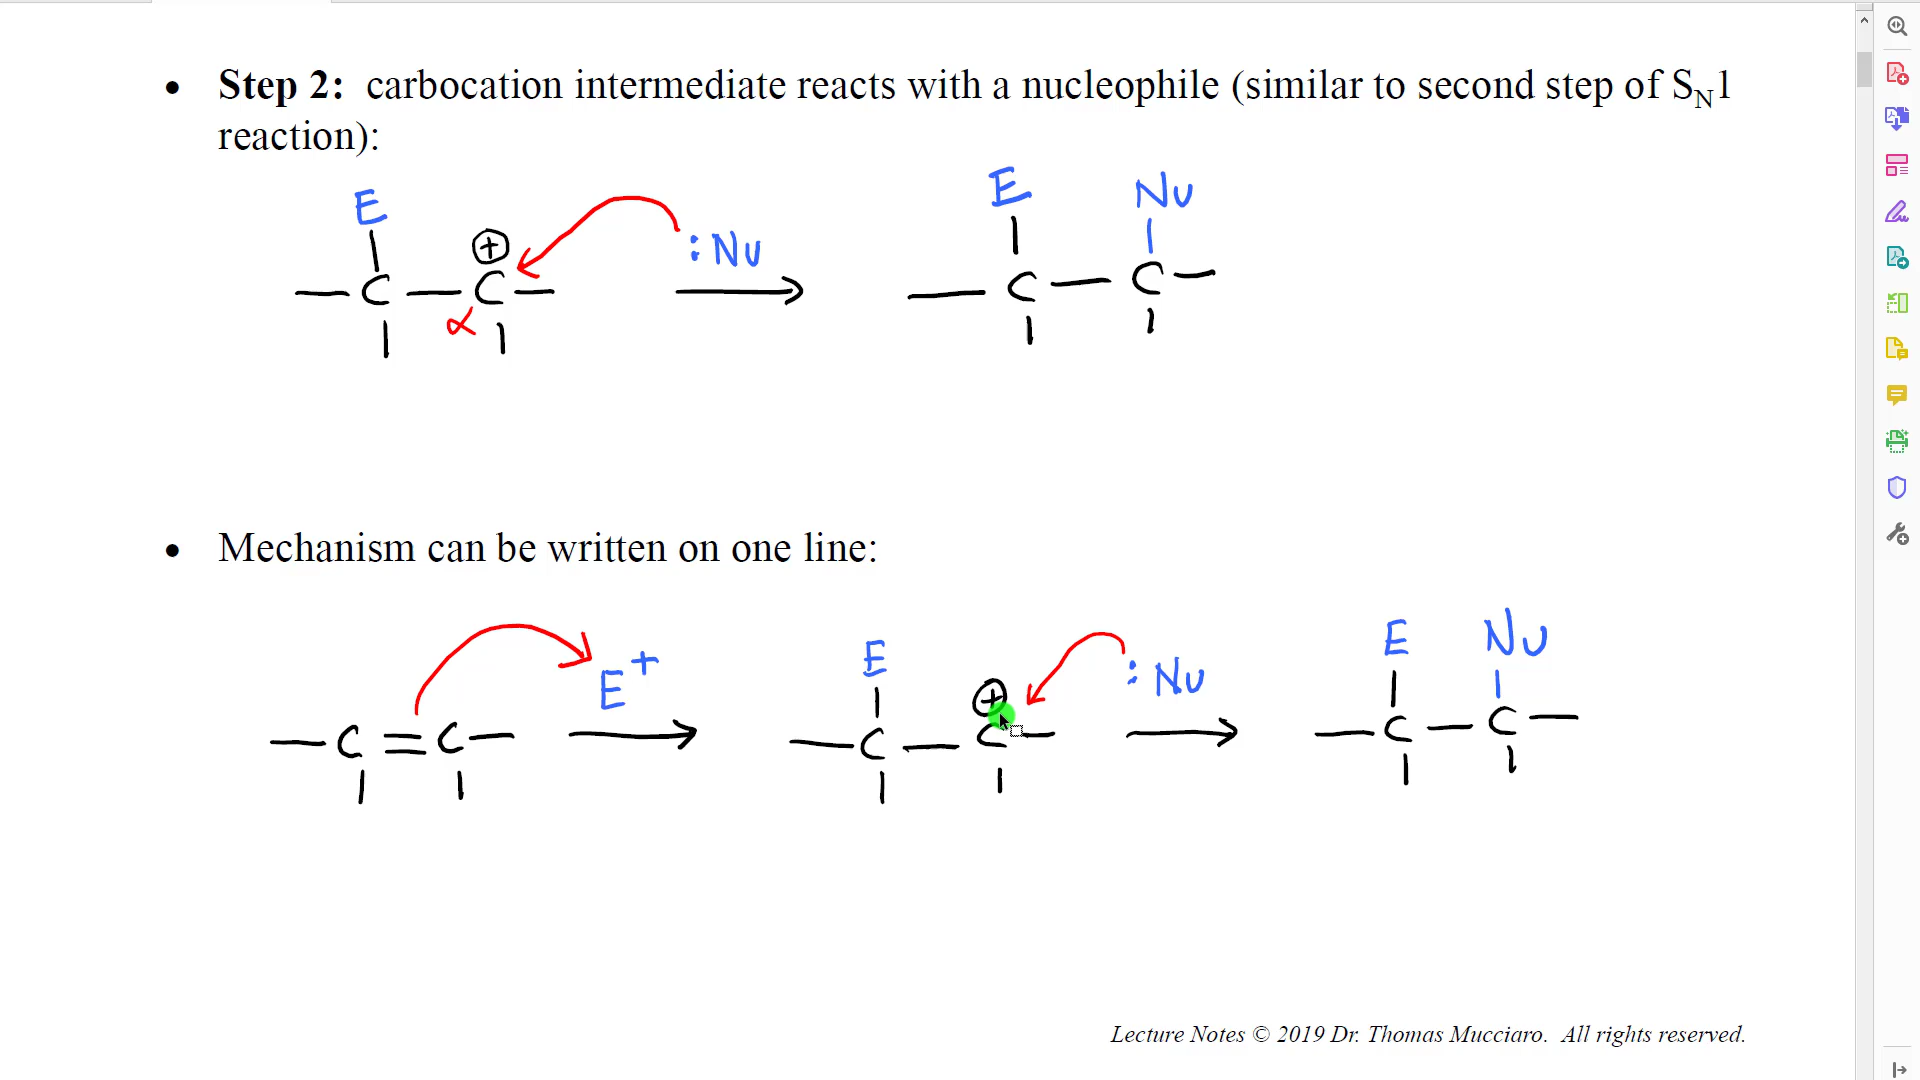 • Step 2: carbocation intermediate reacts with a nucleophile (similar to second step of SN1
reaction):
E E Nu
⊕ :Nu
— C — C — → — C — C —
α
• Mechanism can be written on one line:
E⁺ E ⊕ :Nu E Nu
— C = C — → — C — C — → — C — C —
Lecture Notes © 2019 Dr. Thomas Mucciaro. All rights reserved.